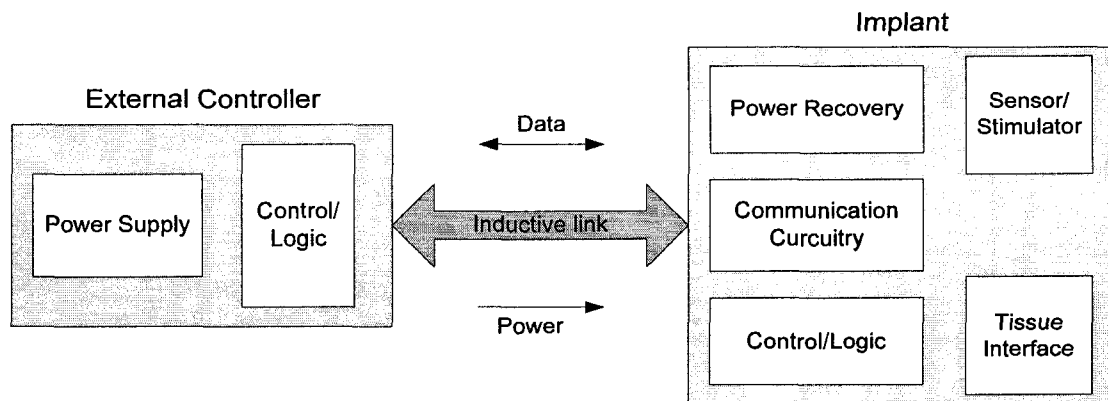 External Controller
Power Supply
Control/
Logic
Data
Inductive link
Power
Implant
Power Recovery
Sensor/
Stimulator
Communication
Curcuitry
Control/Logic
Tissue
Interface